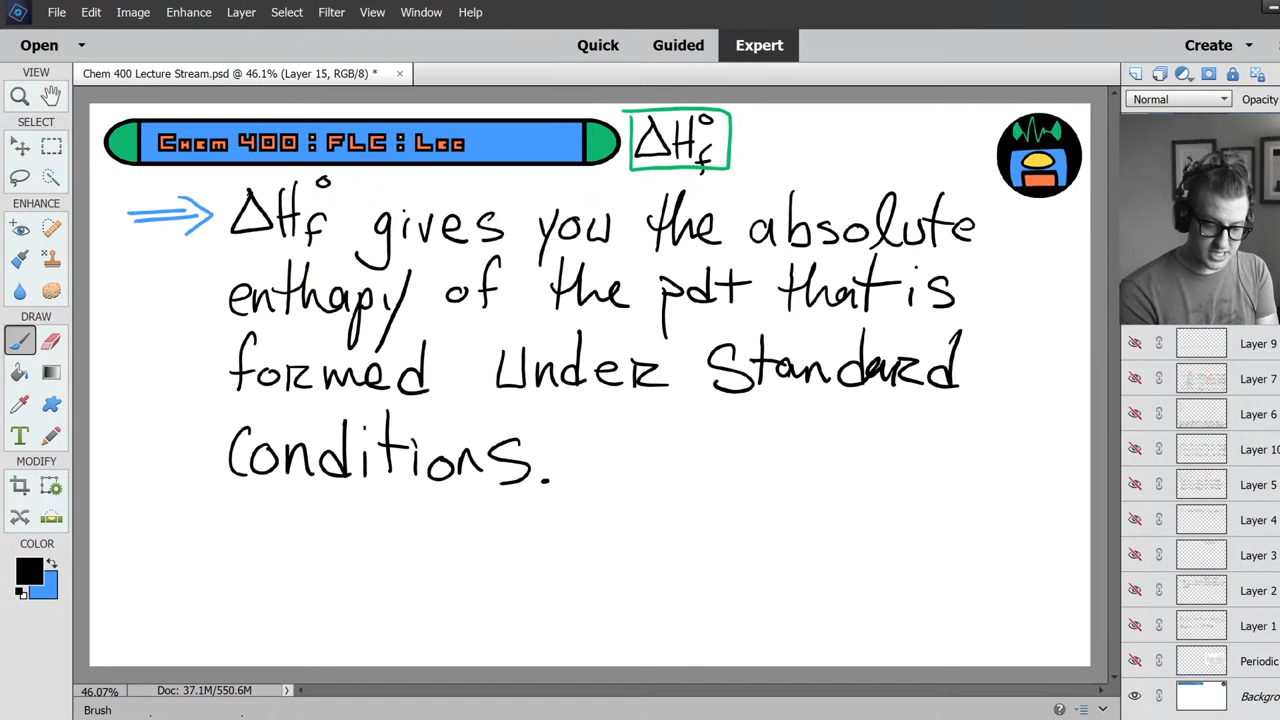 File Edit Image Enhance Layer Select Filter View Window Help
Open Quick Guided Expert Create
Chem 400 Lecture Stream.psd @ 46.1% (Layer 15, RGB/8) * ×
VIEW
SELECT
ENHANCE
DRAW
MODIFY
COLOR
Chem 400 : FLC : Lec
ΔH°f
⇒ ΔH°f gives you the absolute
enthapy of the pdt that is
formed under standard
conditions.
Normal Opacity
Layer 9
Layer 7
Layer 6
Layer 10
Layer 5
Layer 4
Layer 3
Layer 2
Layer 1
Periodic
Backgro
46.07% Doc: 37.1M/550.6M
Brush